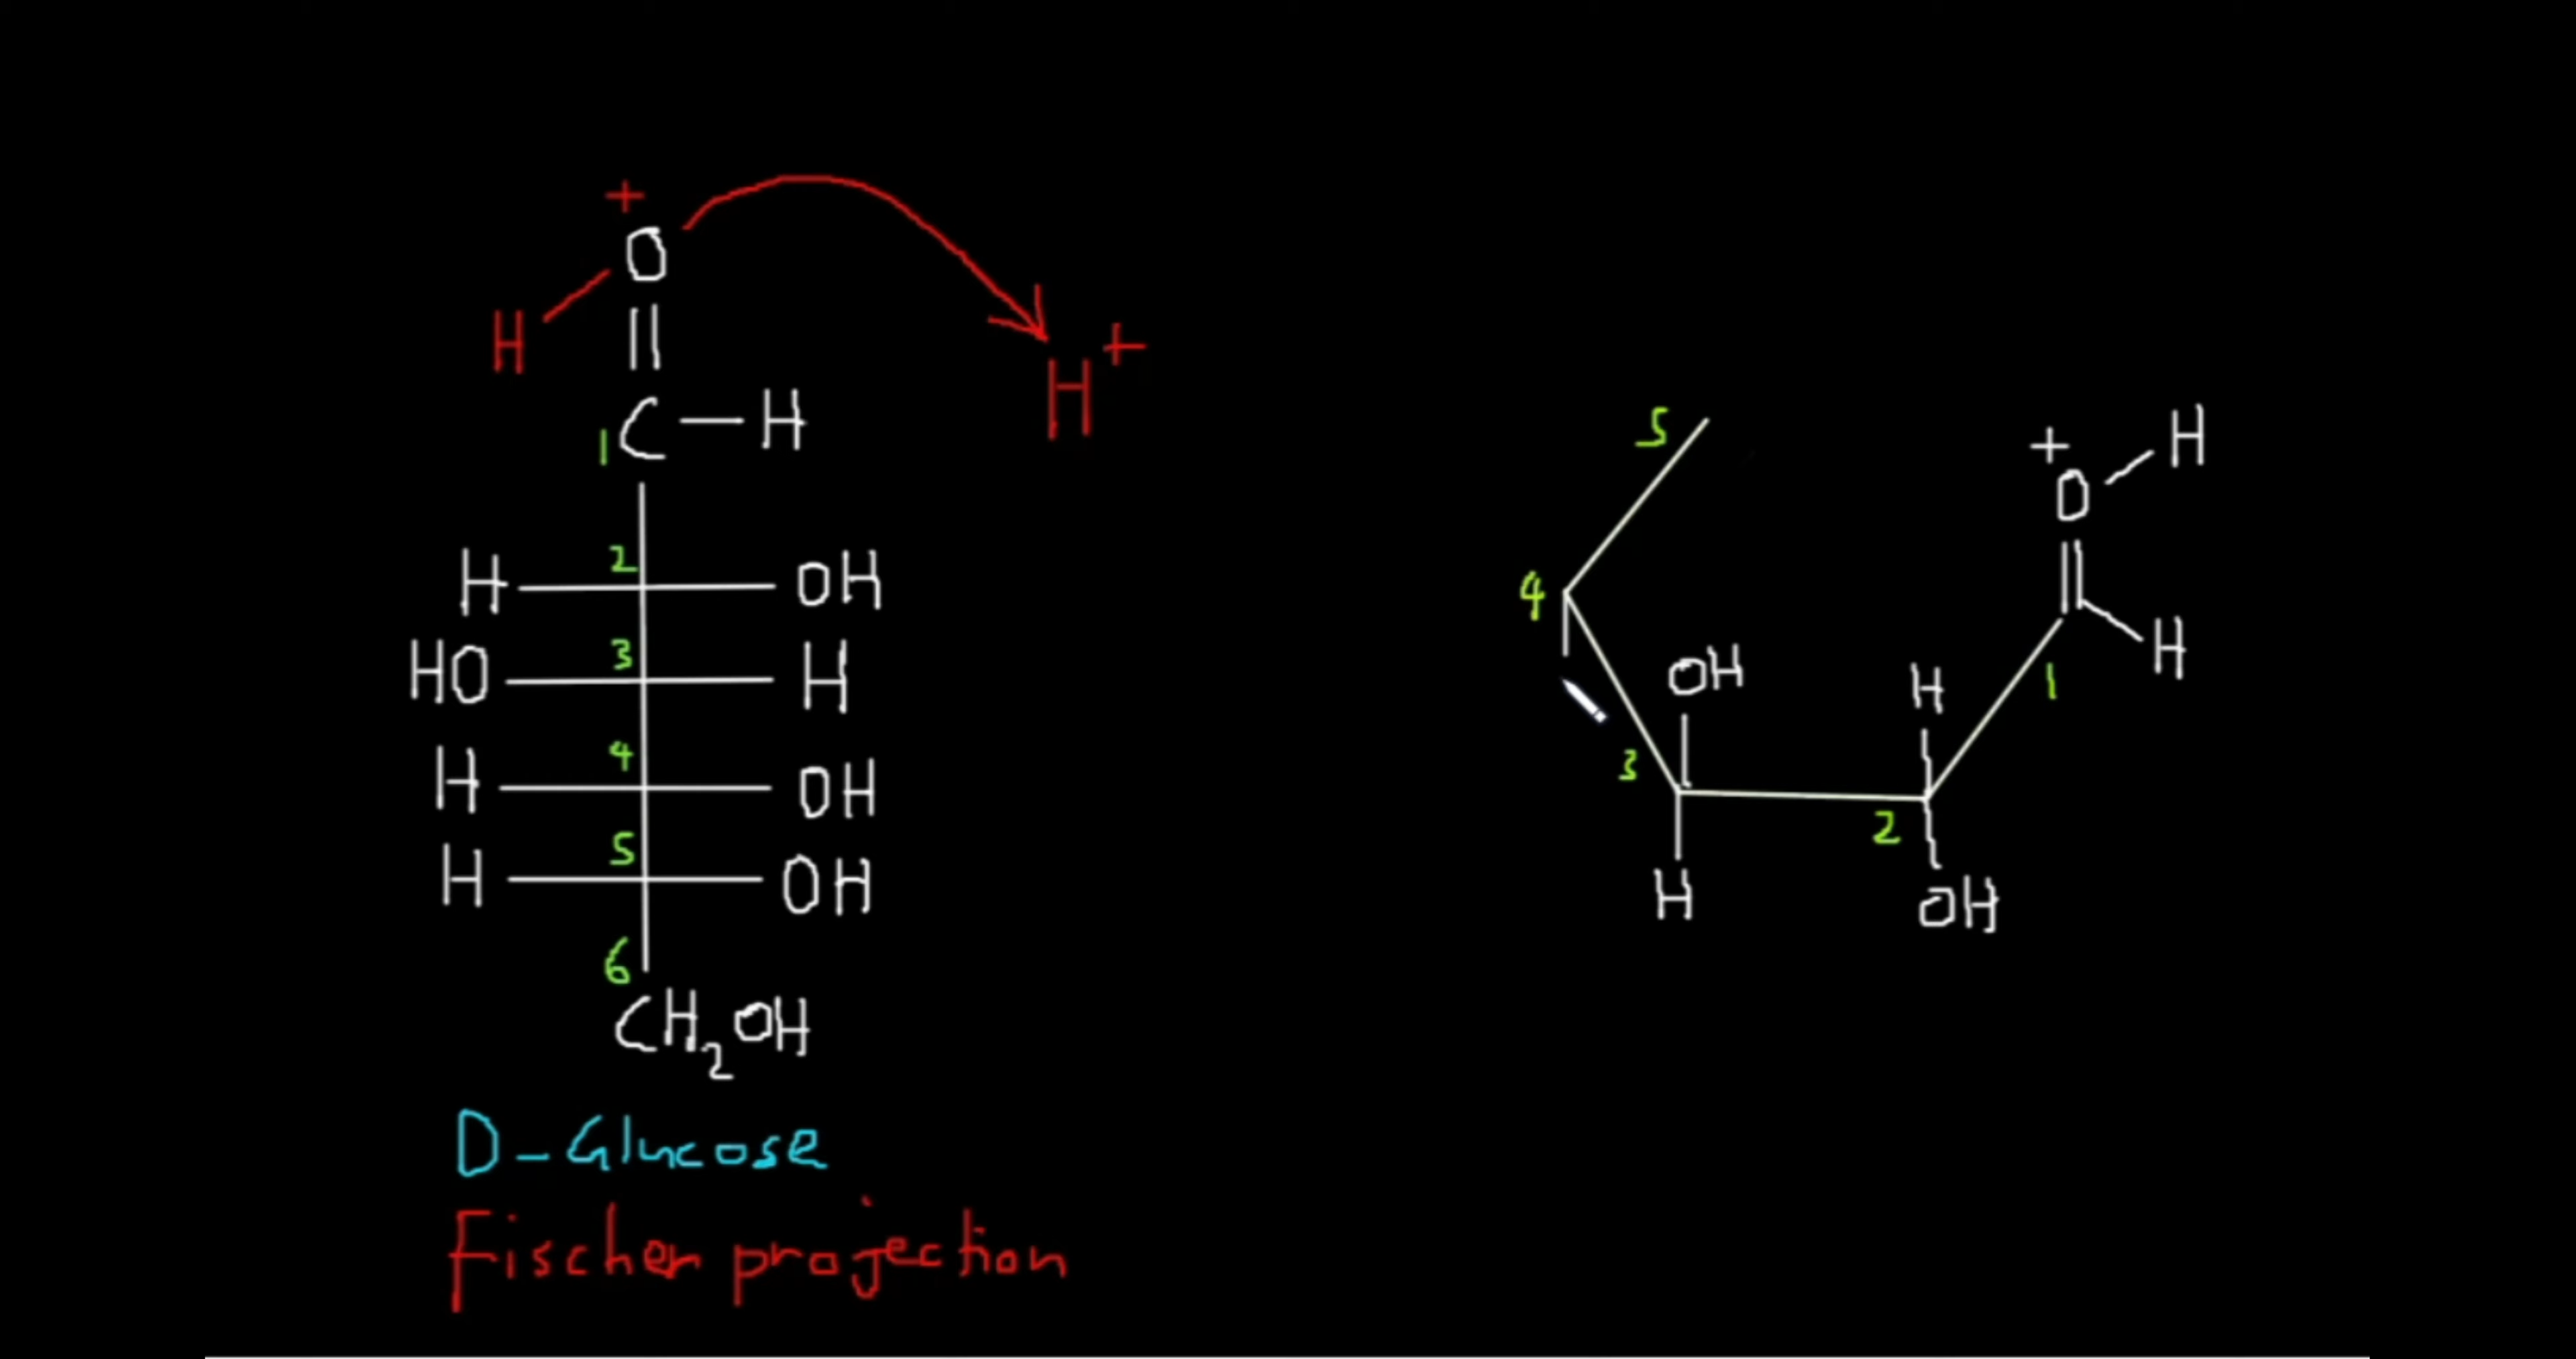 +
O
H
H+
1 C - H
H 2 OH
HO 3 H
H 4 OH
H 5 OH
6
CH2OH
D-Glucose
Fischer projection
5
+ H
O
4
OH H H
1
3
2
H OH